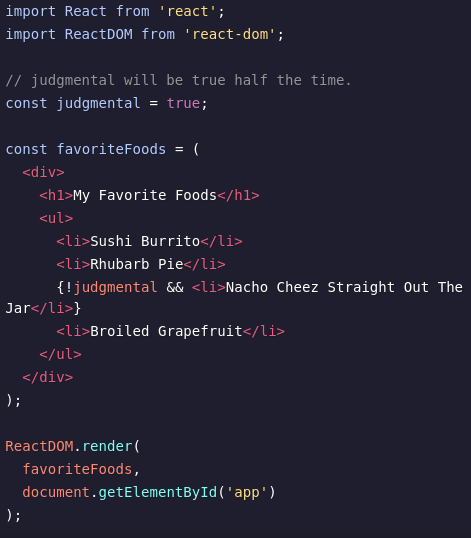 import React from 'react';
import ReactDOM from 'react-dom';

// judgmental will be true half the time.
const judgmental = true;

const favoriteFoods = (
  <div>
    <h1>My Favorite Foods</h1>
    <ul>
      <li>Sushi Burrito</li>
      <li>Rhubarb Pie</li>
      {!judgmental && <li>Nacho Cheez Straight Out The
Jar</li>}
      <li>Broiled Grapefruit</li>
    </ul>
  </div>
);

ReactDOM.render(
  favoriteFoods,
  document.getElementById('app')
);